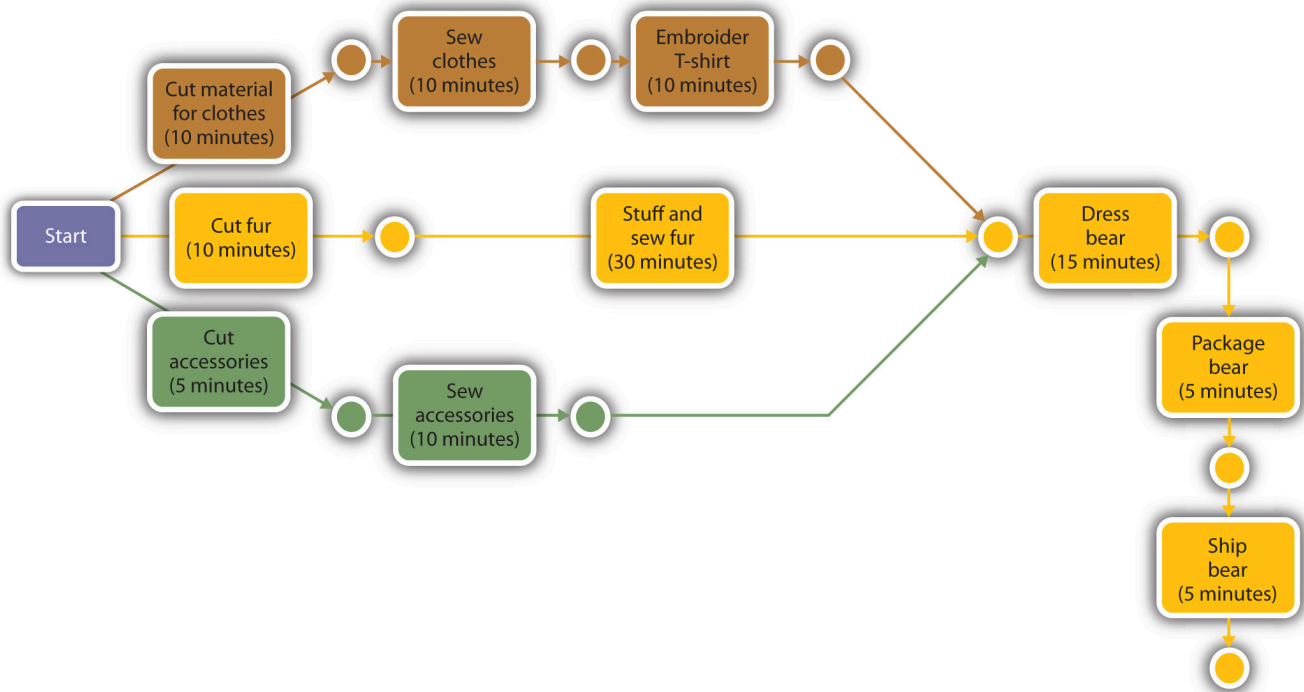 Sew
clothes
(10 minutes)
Embroider
T-shirt
(10 minutes)
Cut material
for clothes
(10 minutes)
Start
Cut fur
(10 minutes)
Stuff and
sew fur
(30 minutes)
Dress
bear
(15 minutes)
Cut
accessories
(5 minutes)
Sew
accessories
(10 minutes)
Package
bear
(5 minutes)
Ship
bear
(5 minutes)